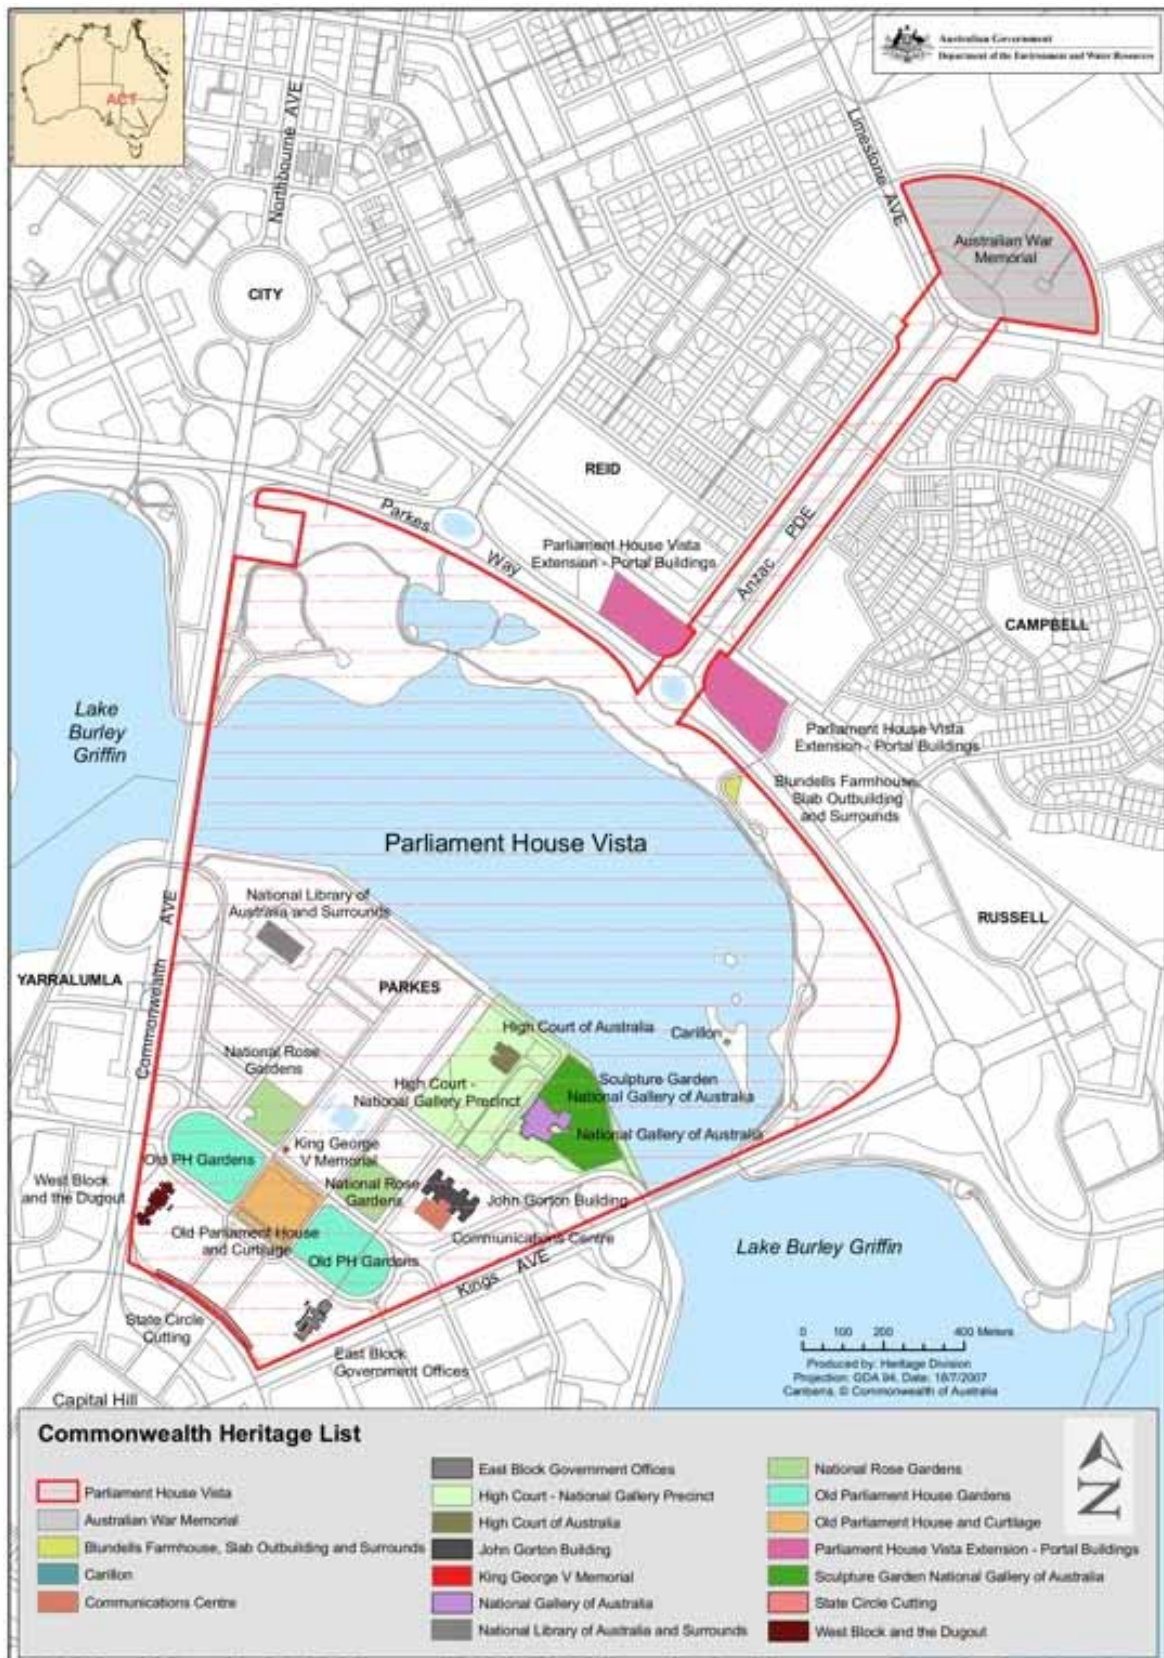 ACT
Australian Government
Department of the Environment and Water Resources
Northbourne AVE
Limestone AVE
Australian War
Memorial
CITY
REID
Parkes
Way
Parliament House Vista
Extension - Portal Buildings
Anzac PDE
CAMPBELL
Lake
Burley
Griffin
Parliament House Vista
Extension - Portal Buildings
Blundells Farmhouse,
Slab Outbuilding
and Surrounds
Parliament House Vista
National Library of
Australia and Surrounds
Commonwealth AVE
RUSSELL
YARRALUMLA
PARKES
High Court of Australia
Carillon
National Rose
Gardens
High Court -
National Gallery Precinct
Sculpture Garden
National Gallery of Australia
National Gallery of Australia
King George
V Memorial
Old PH Gardens
West Block
and the Dugout
National Rose
Gardens
John Gorton Building
Old Parliament House
and Curtilage
Communications Centre
Old PH Gardens
Kings AVE
Lake Burley Griffin
State Circle
Cutting
East Block
Government Offices
0 100 200 400 Meters
Produced by: Heritage Division
Projection: GDA 94, Date: 18/7/2007
Canberra, © Commonwealth of Australia
Capital Hill
Commonwealth Heritage List
Parliament House Vista
Australian War Memorial
Blundells Farmhouse, Slab Outbuilding and Surrounds
Carillon
Communications Centre
East Block Government Offices
High Court - National Gallery Precinct
High Court of Australia
John Gorton Building
King George V Memorial
National Gallery of Australia
National Library of Australia and Surrounds
National Rose Gardens
Old Parliament House Gardens
Old Parliament House and Curtilage
Parliament House Vista Extension - Portal Buildings
Sculpture Garden National Gallery of Australia
State Circle Cutting
West Block and the Dugout
N